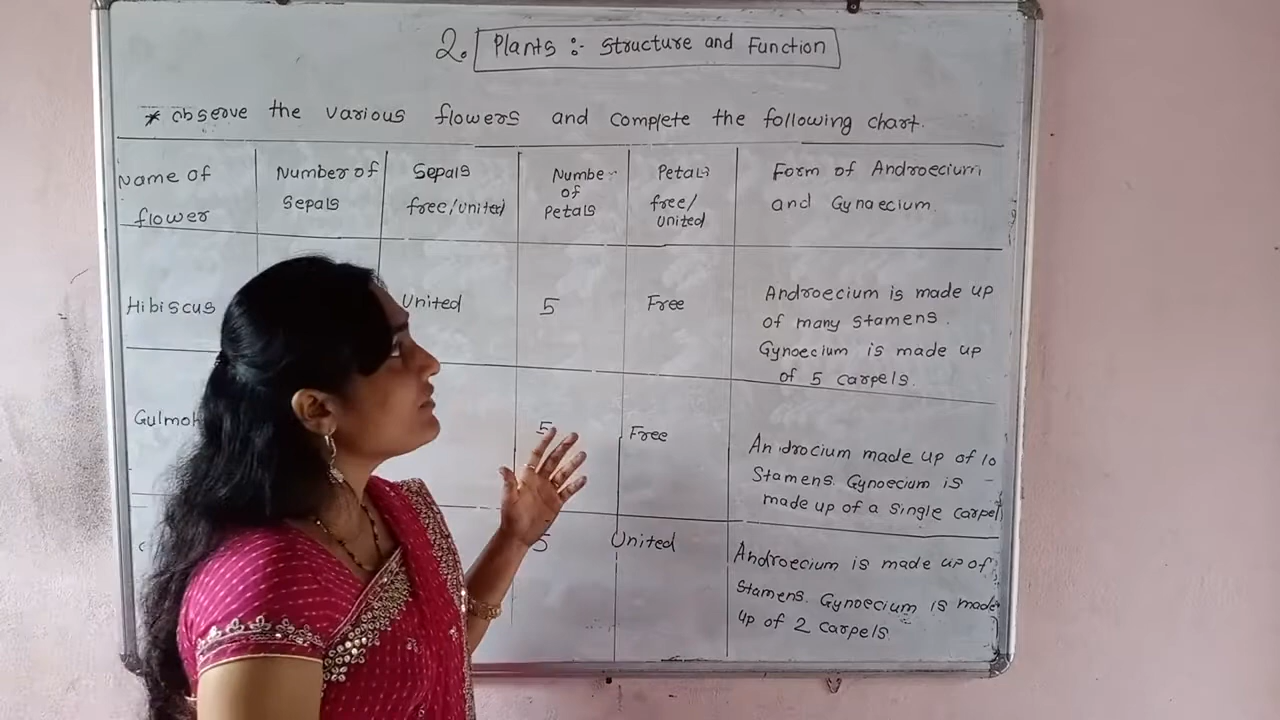 2. Plants :- Structure and Function
* Observe the various flowers and complete the following chart.
Name of flower
Number of Sepals
Sepals free/united
Number of Petals
Petals free/united
Form of Androecium and Gynaecium.
Hibiscus
United
5
Free
Androecium is made up
of many stamens.
Gynoecium is made up
of 5 carpels.
Gulmoh
5
Free
Androcium made up of 10
Stamens. Gynoecium is
made up of a single carpel
5
United
Androecium is made up of
Stamens. Gynoecium is made
up of 2 carpels